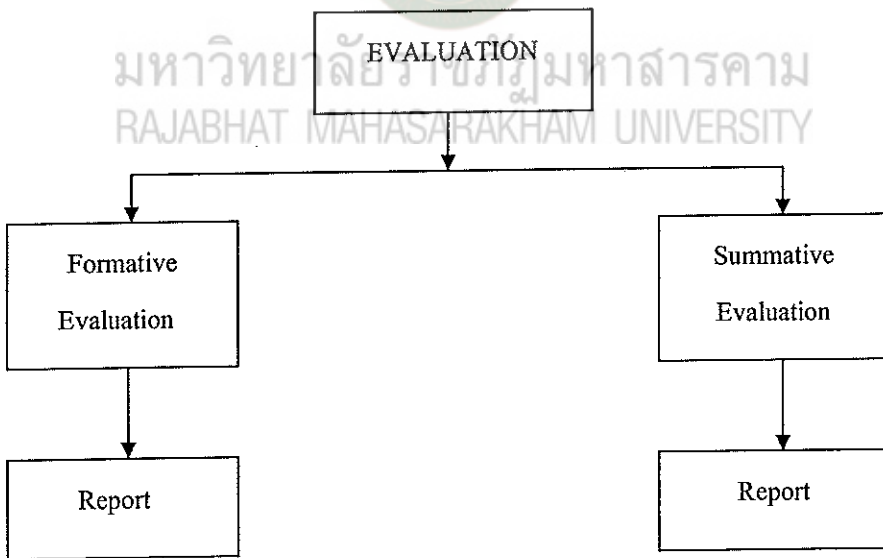 EVALUATION
มหาวิทยาลัยราชภัฏมหาสารคาม
RAJABHAT MAHASARAKHAM UNIVERSITY
Formative
Evaluation
Summative
Evaluation
Report
Report